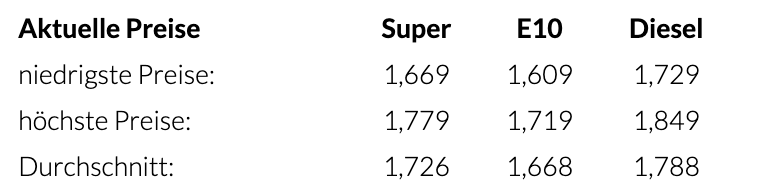 Aktuelle Preise Super E10 Diesel
niedrigste Preise: 1,669 1,609 1,729
höchste Preise: 1,779 1,719 1,849
Durchschnitt: 1,726 1,668 1,788